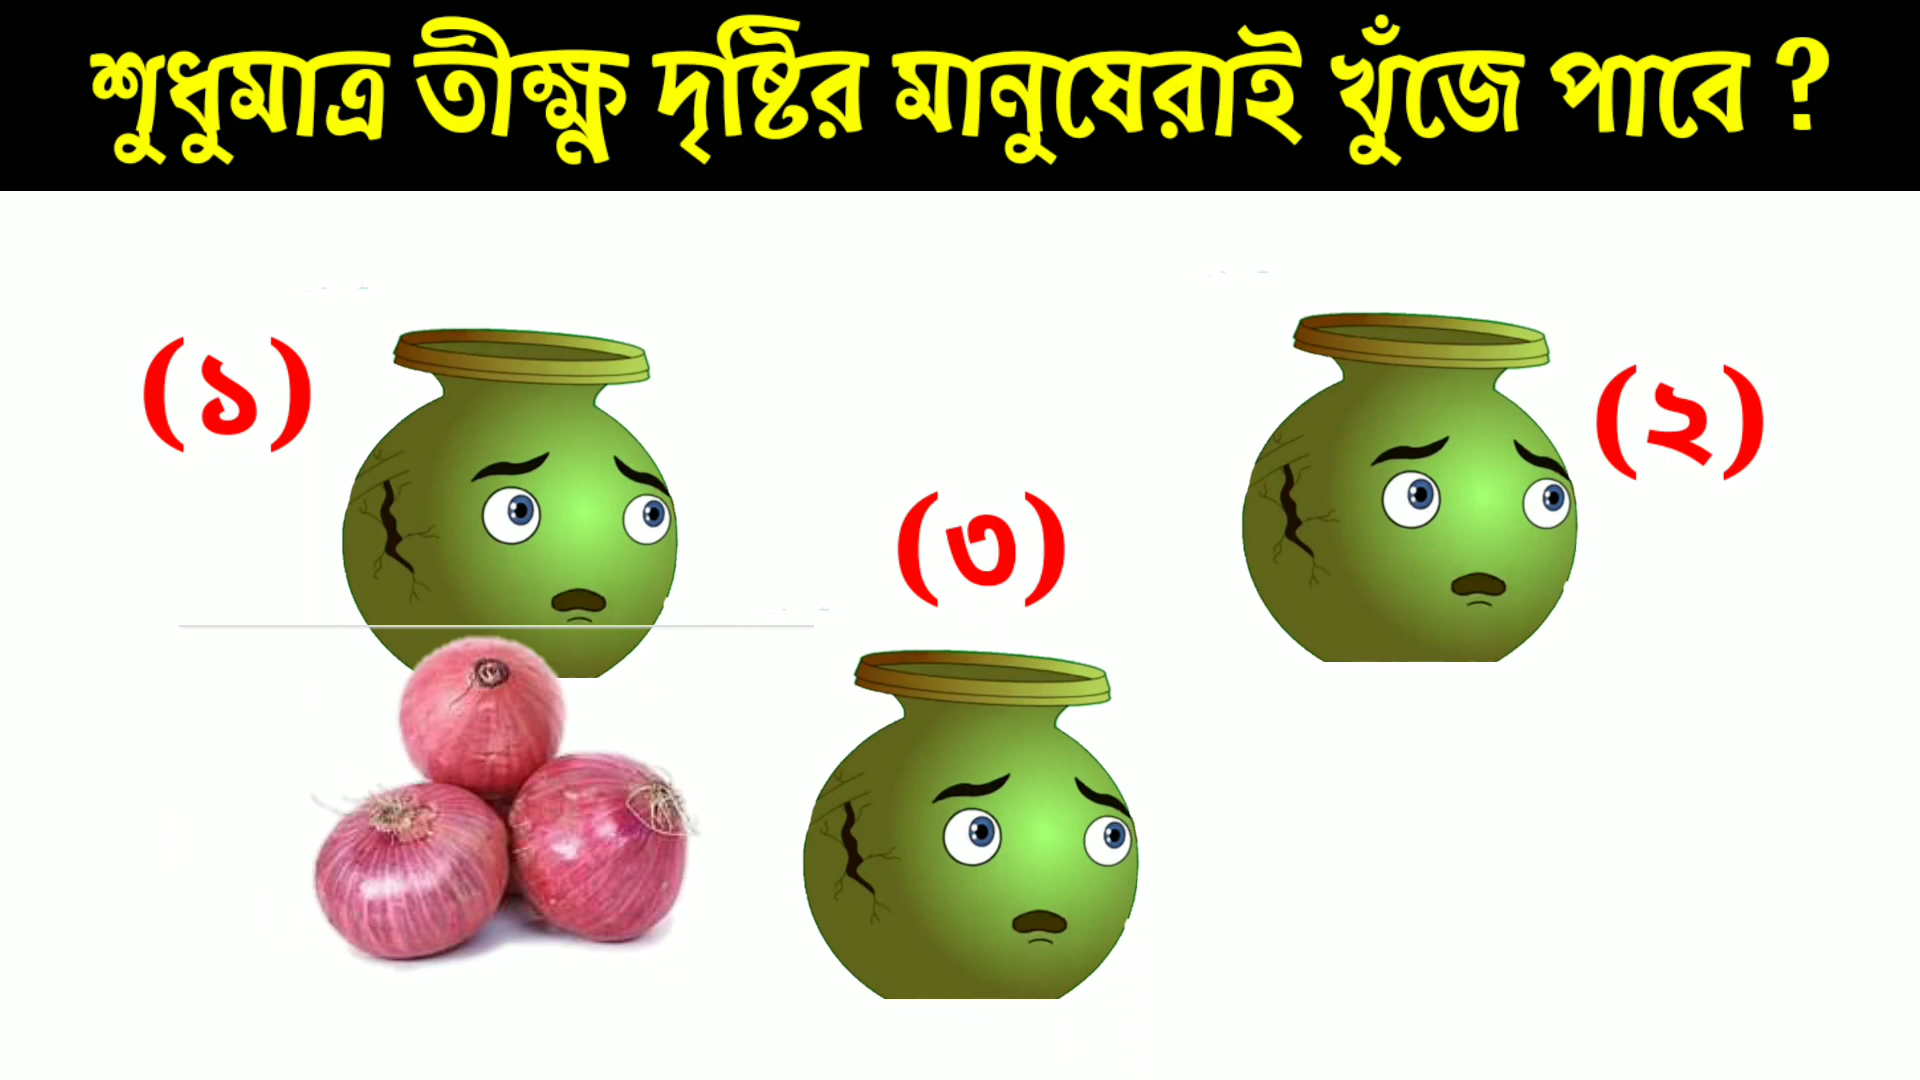 শুধুমাত্র তীক্ষ্ণ দৃষ্টির মানুষেরাই খুঁজে পাবে ?
(১)
(২)
(৩)